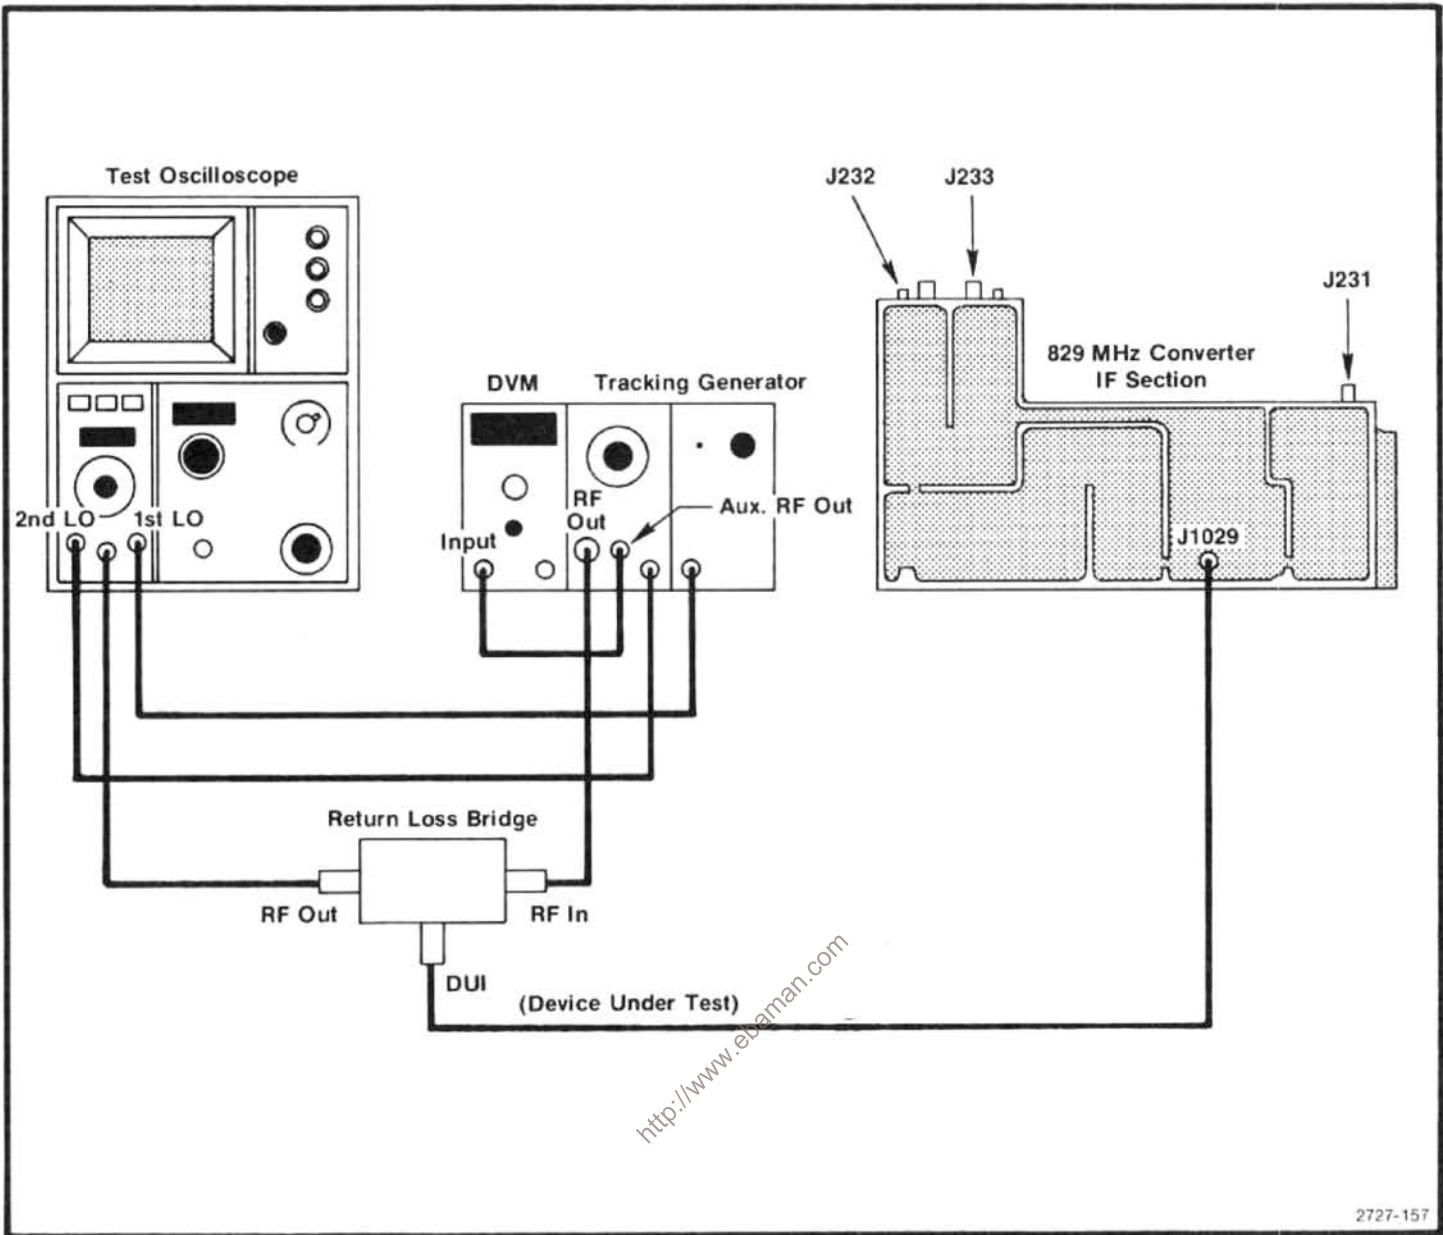 Test Oscilloscope
J232
J233
J231
829 MHz Converter
IF Section
DVM
Tracking Generator
RF
Out
Aux. RF Out
2nd LO
1st LO
Input
J1029
Return Loss Bridge
RF Out
RF In
DUI
(Device Under Test)
http://www.ebaman.com
2727-157